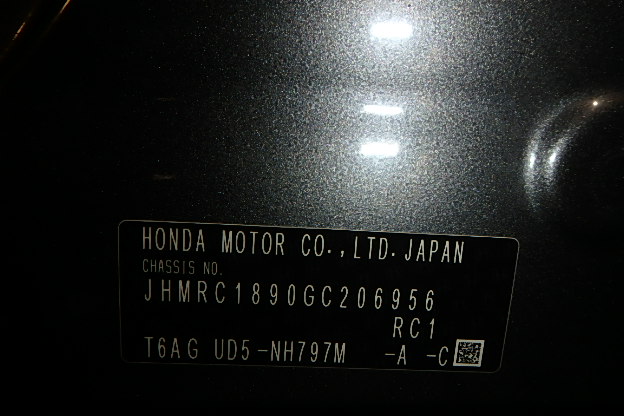 HONDA MOTOR CO.,LTD. JAPAN
CHASSIS NO.
JHMRC1890GC206956
RC1
T6AG UD5-NH797M -A -C